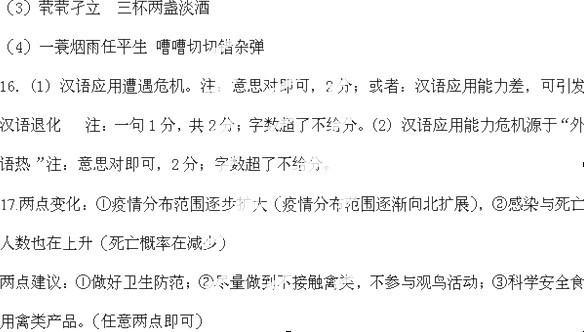 （3）茕茕孑立　三杯两盏淡酒
（4）一蓑烟雨任平生 嘈嘈切切错杂弹
16.（1）汉语应用遭遇危机。注：意思对即可，2 分；或者：汉语应用能力差，可引发
汉语退化　注：一句 1 分，共 2 分；字数超了不给分。（2）汉语应用能力危机源于“外
语热 ”注：意思对即可，2 分；字数超了不给分。
17.两点变化：①疫情分布范围逐步扩大（疫情分布范围逐渐向北扩展），②感染与死亡
人数也在上升（死亡概率在减少）
两点建议：①做好卫生防范；②尽量做到不接触禽类，不参与观鸟活动；③科学安全食
用禽类产品。（任意两点即可）